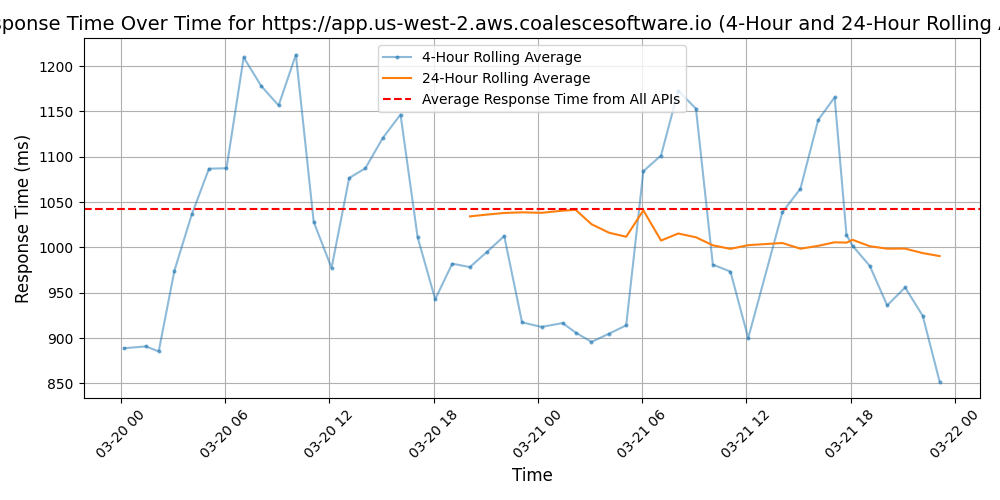 sponse Time Over Time for https://app.us-west-2.aws.coalescesoftware.io (4-Hour and 24-Hour Rolling
4-Hour Rolling Average
24-Hour Rolling Average
Average Response Time from All APIs
Response Time (ms)
1200
1150
1100
1050
1000
950
900
850
03-20 00
03-20 06
03-20 12
03-20 18
03-21 00
03-21 06
03-21 12
03-21 18
03-22 00
Time